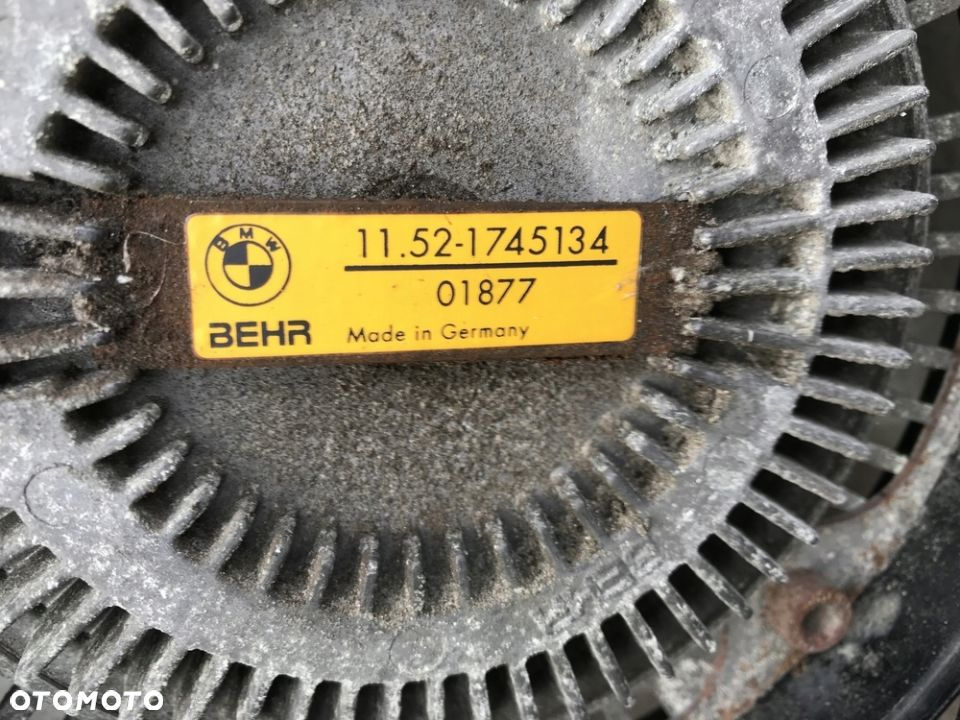 BMW
11.52-1745134
01877
BEHR Made in Germany
OTOMOTO